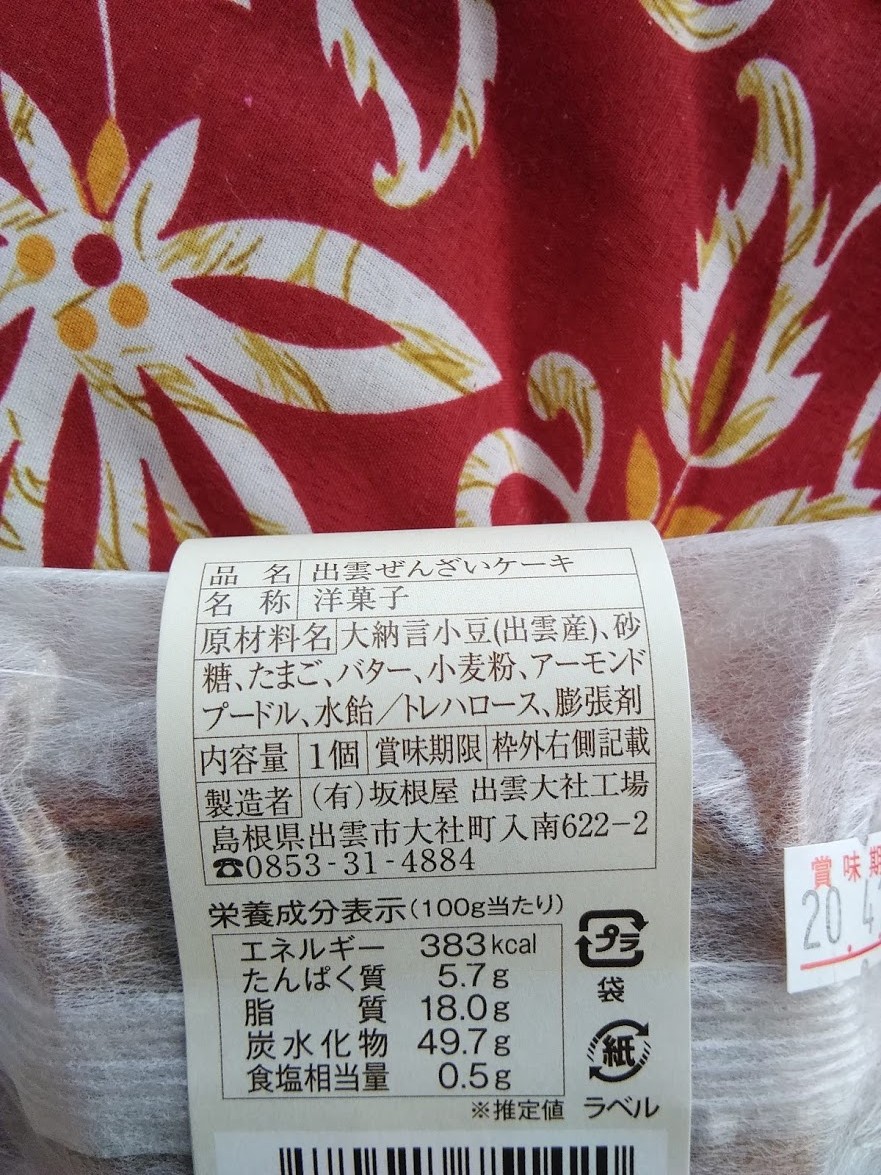 品名 出雲ぜんざいケーキ
名称 洋菓子
原材料名 大納言小豆(出雲産)、砂
糖、たまご、バター、小麦粉、アーモンド
プードル、水飴／トレハロース、膨張剤
内容量 1個 賞味期限 枠外右側記載
製造者 (有)坂根屋 出雲大社工場
島根県出雲市大社町入南622-2
☎0853-31-4884
栄養成分表示(100g当たり)
エネルギー 383kcal
たんぱく質 5.7g
脂質 18.0g
炭水化物 49.7g
食塩相当量 0.5g
※推定値
プラ
袋
紙
ラベル
賞味期
20.4.